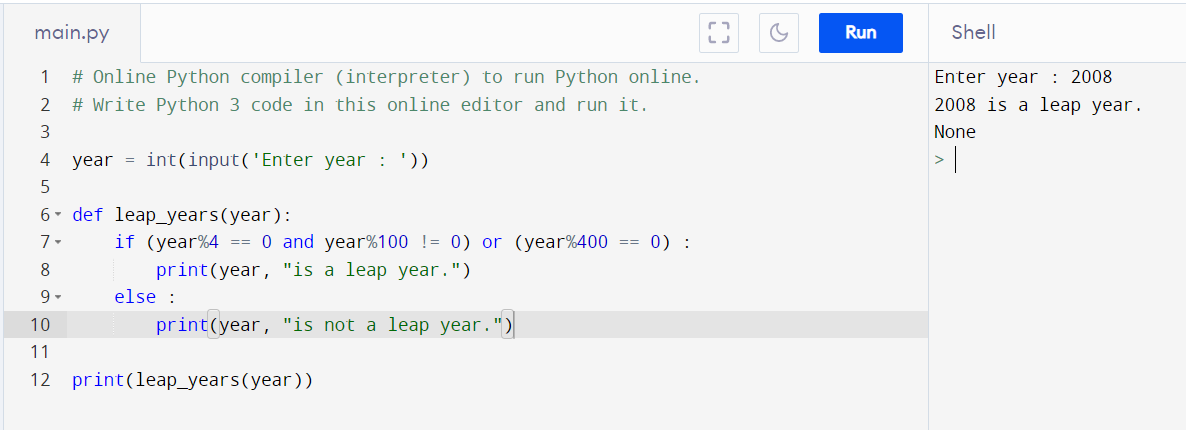 main.py
Run
Shell
1 # Online Python compiler (interpreter) to run Python online.
2 # Write Python 3 code in this online editor and run it.
3
4 year = int(input('Enter year : '))
5
6 def leap_years(year):
7     if (year%4 == 0 and year%100 != 0) or (year%400 == 0) :
8         print(year, "is a leap year.")
9     else :
10         print(year, "is not a leap year.")
11
12 print(leap_years(year))
Enter year : 2008
2008 is a leap year.
None
>